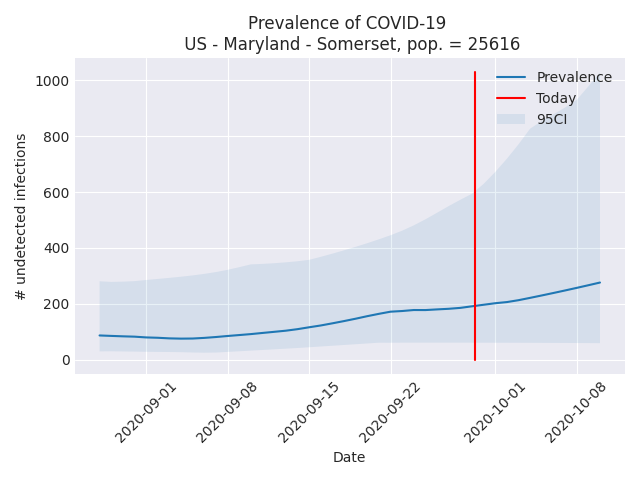 Prevalence of COVID-19
US - Maryland - Somerset, pop. = 25616
Prevalence
Today
95CI
# undetected infections
1000
800
600
400
200
0
2020-09-01
2020-09-08
2020-09-15
2020-09-22
2020-10-01
2020-10-08
Date